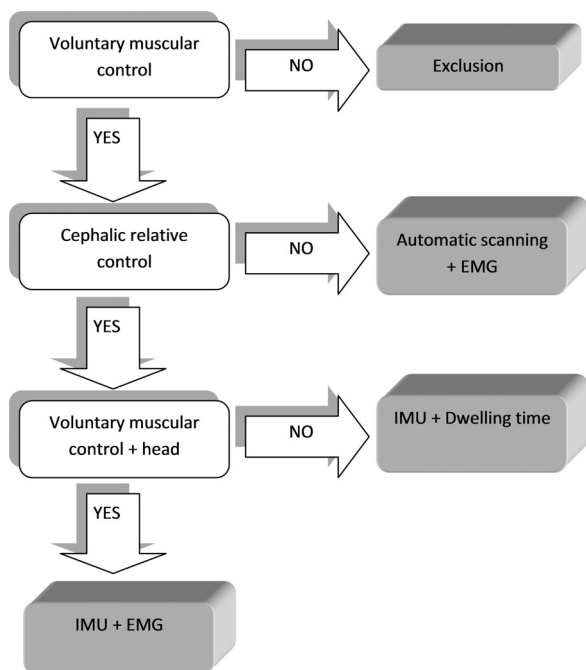 Voluntary muscular
control
NO
Exclusion
YES
Cephalic relative
control
NO
Automatic scanning
+ EMG
YES
Voluntary muscular
control + head
NO
IMU + Dwelling time
YES
IMU + EMG